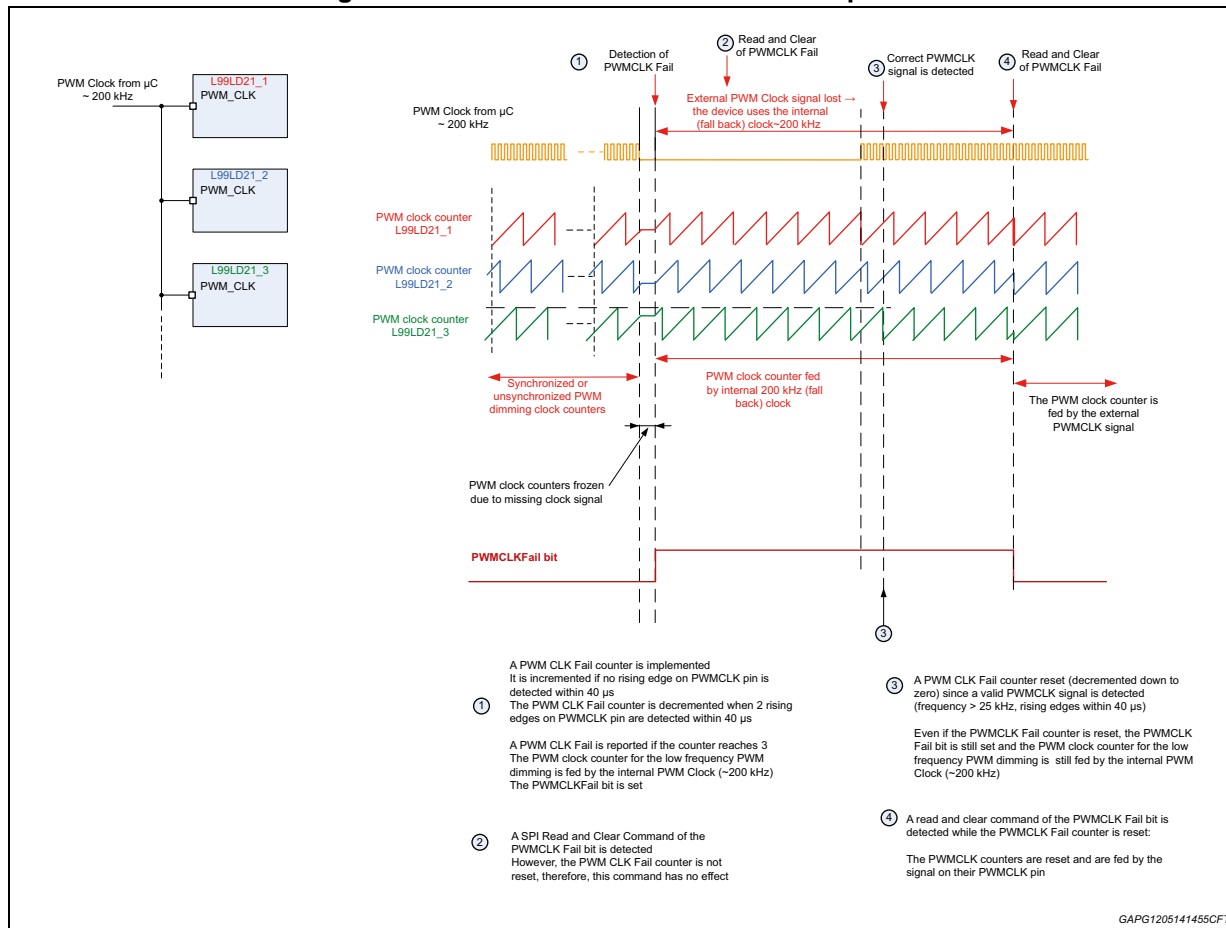 L99LD21_1
PWM Clock from µC
~ 200 kHz
PWM_CLK
L99LD21_2
PWM_CLK
L99LD21_3
PWM_CLK
1
Detection of
PWMCLK Fail
2
Read and Clear
of PWMCLK Fail
3
Correct PWMCLK
signal is detected
4
Read and Clear
of PWMCLK Fail
PWM Clock from µC
~ 200 kHz
External PWM Clock signal lost →
the device uses the internal
(fall back) clock~200 kHz
PWM clock counter
L99LD21_1
PWM clock counter
L99LD21_2
PWM clock counter
L99LD21_3
Synchronized or
unsynchronized PWM
dimming clock counters
PWM clock counter fed
by internal 200 kHz (fall
back) clock
The PWM clock counter is
fed by the external
PWMCLK signal
PWM clock counters frozen
due to missing clock signal
PWMCLKFail bit
3
1
A PWM CLK Fail counter is implemented
It is incremented if no rising edge on PWMCLK pin is
detected within 40 µs
The PWM CLK Fail counter is decremented when 2 rising
edges on PWMCLK pin are detected within 40 µs
A PWM CLK Fail is reported if the counter reaches 3
The PWM clock counter for the low frequency PWM
dimming is fed by the internal PWM Clock (~200 kHz)
The PWMCLKFail bit is set
2
A SPI Read and Clear Command of the
PWMCLK Fail bit is detected
However, the PWM CLK Fail counter is not
reset, therefore, this command has no effect
3
A PWM CLK Fail counter reset (decremented down to
zero) since a valid PWMCLK signal is detected
(frequency > 25 kHz, rising edges within 40 µs)
Even if the PWMCLK Fail counter is reset, the PWMCLK
Fail bit is still set and the PWM clock counter for the low
frequency PWM dimming is still fed by the internal PWM
Clock (~200 kHz)
4
A read and clear command of the PWMCLK Fail bit is
detected while the PWMCLK Fail counter is reset:
The PWMCLK counters are reset and are fed by the
signal on their PWMCLK pin